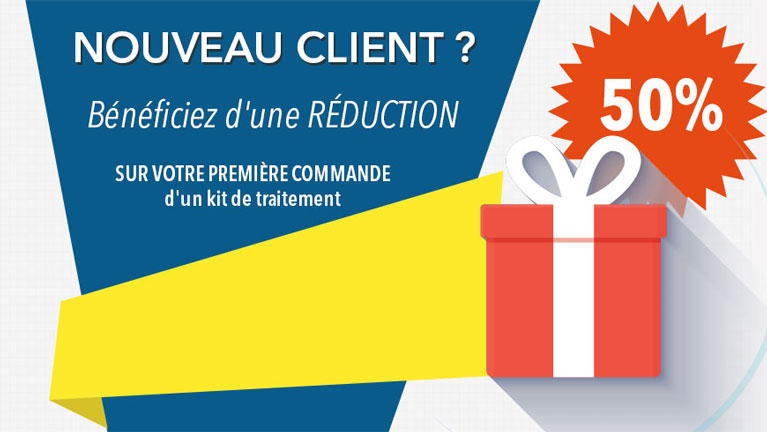 NOUVEAU CLIENT ?
Bénéficiez d'une RÉDUCTION
50%
SUR VOTRE PREMIÈRE COMMANDE
d'un kit de traitement